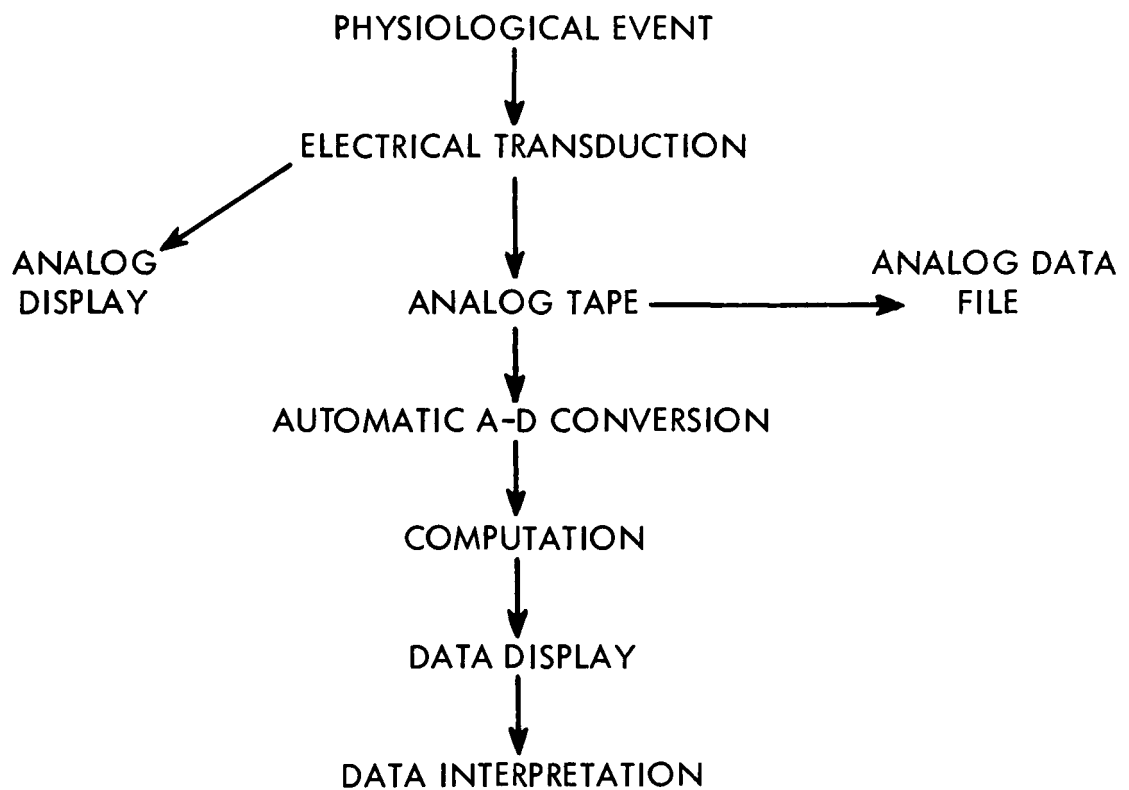 PHYSIOLOGICAL EVENT
ELECTRICAL TRANSDUCTION
ANALOG
DISPLAY
ANALOG TAPE
ANALOG DATA
FILE
AUTOMATIC A-D CONVERSION
COMPUTATION
DATA DISPLAY
DATA INTERPRETATION